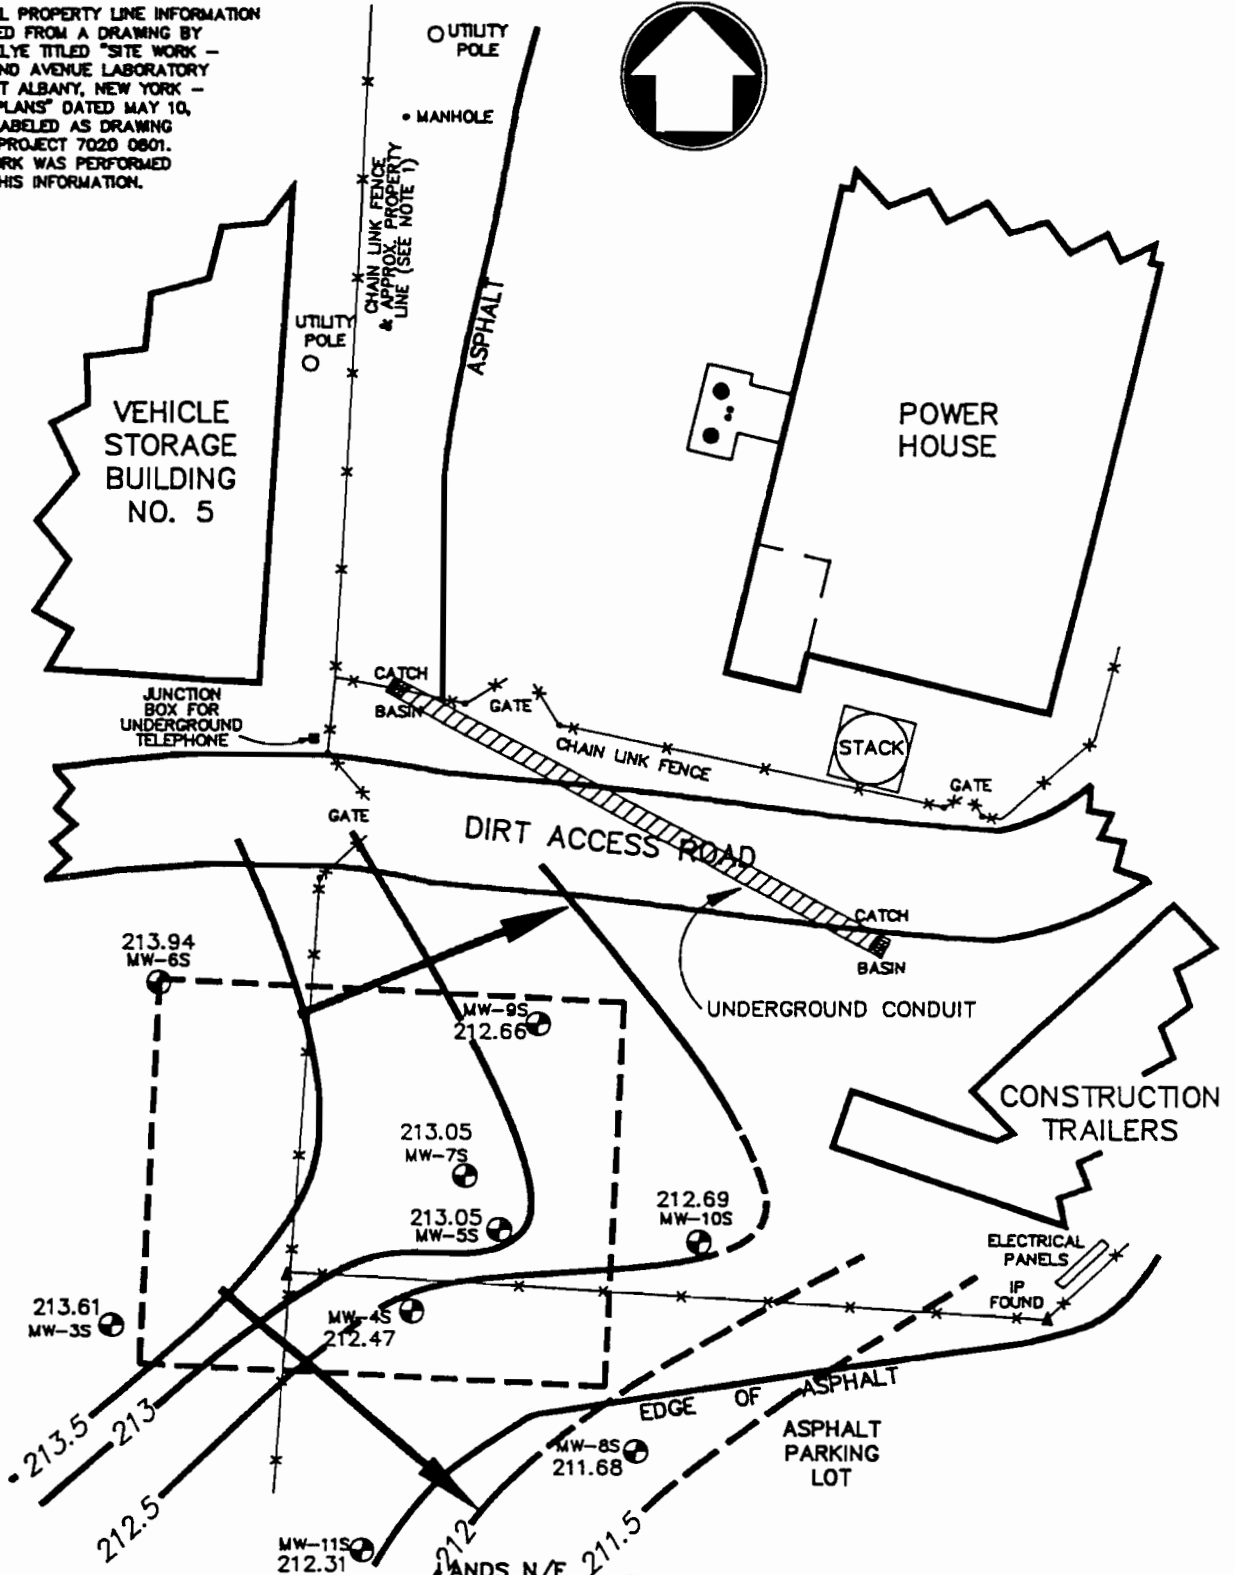 L PROPERTY LINE INFORMATION
ED FROM A DRAWING BY
LYE TITLED "SITE WORK –
ND AVENUE LABORATORY
T ALBANY, NEW YORK –
PLANS" DATED MAY 10,
ABELED AS DRAWING
PROJECT 7020 0801.
RK WAS PERFORMED
HIS INFORMATION.
UTILITY
POLE
MANHOLE
CHAIN LINK FENCE
& APPROX. PROPERTY
LINE (SEE NOTE 1)
ASPHALT
UTILITY
POLE
VEHICLE
STORAGE
BUILDING
NO. 5
POWER
HOUSE
CATCH
BASIN
GATE
JUNCTION
BOX FOR
UNDERGROUND
TELEPHONE
CHAIN LINK FENCE
STACK
GATE
GATE
DIRT ACCESS ROAD
CATCH
BASIN
UNDERGROUND CONDUIT
213.94
MW-6S
MW-9S
212.66
CONSTRUCTION
TRAILERS
213.05
MW-7S
213.05
MW-5S
212.69
MW-10S
ELECTRICAL
PANELS
IP
FOUND
213.61
MW-3S
MW-4S
212.47
EDGE OF ASPHALT
ASPHALT
PARKING
LOT
MW-8S
211.68
213.5
213
212.5
212
211.5
MW-11S
212.31
LANDS N/F